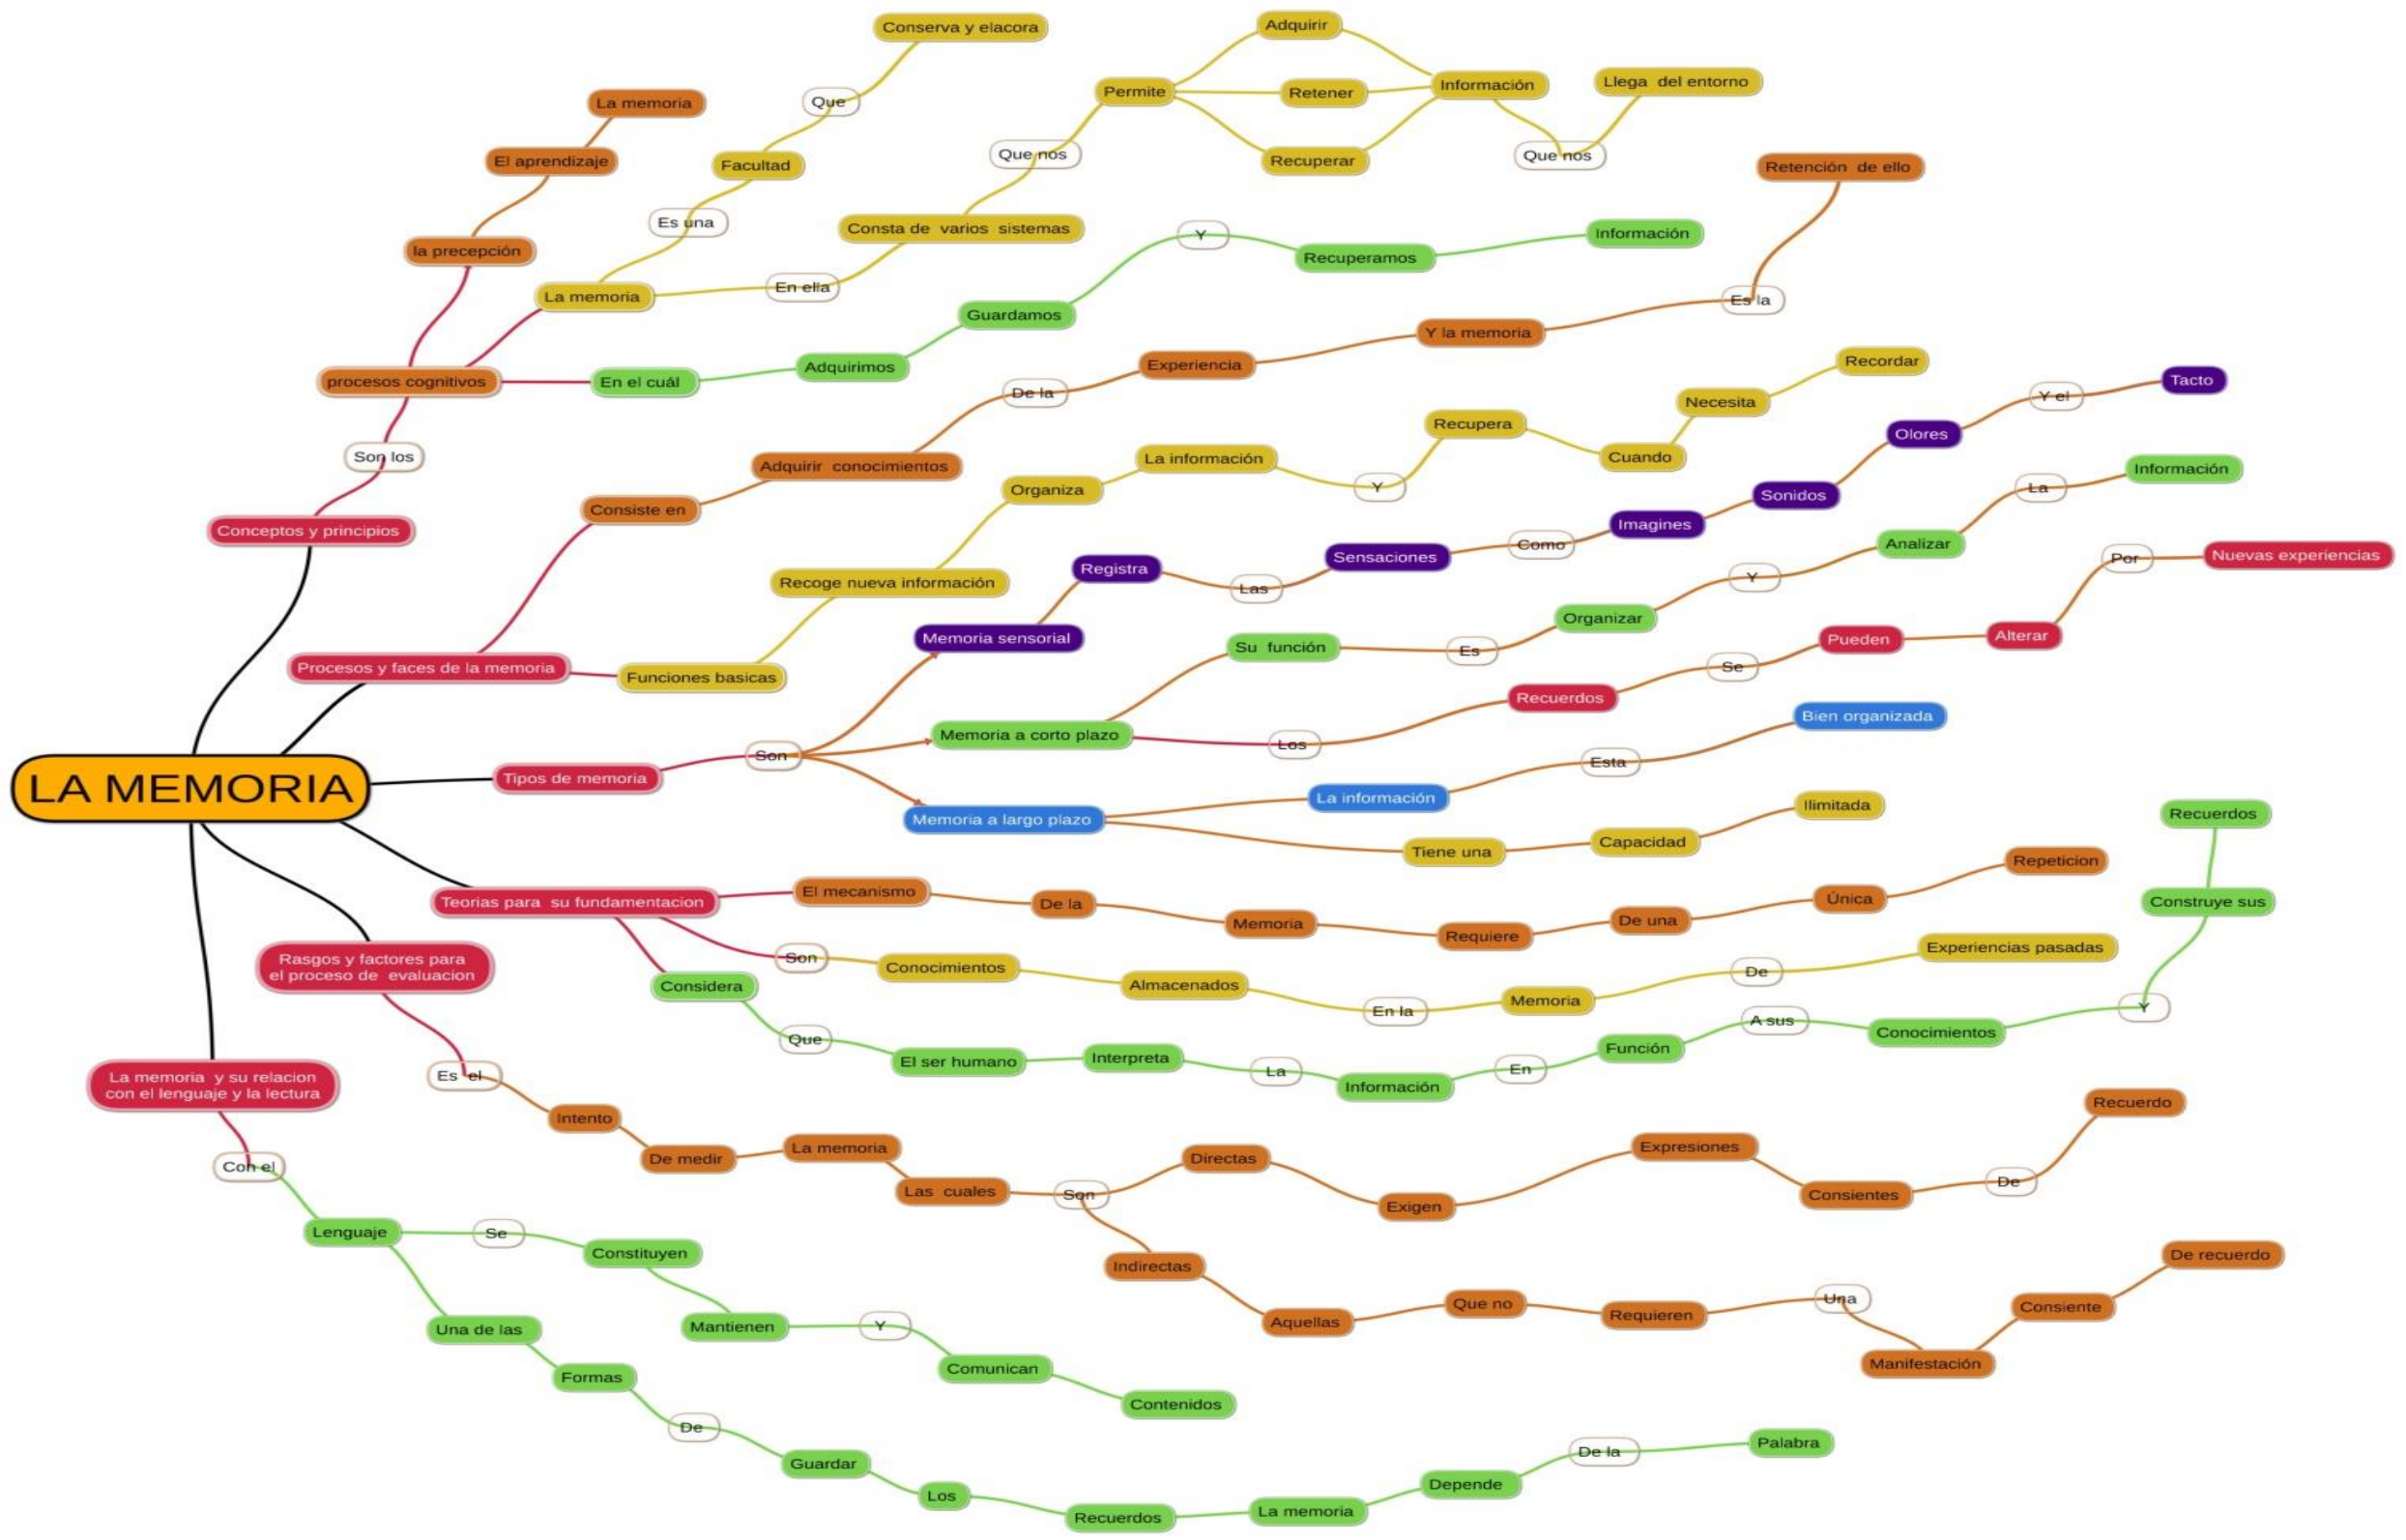 LA MEMORIA
Conceptos y principios
Son los
procesos cognitivos
la precepción
El aprendizaje
La memoria
La memoria
Es una
Facultad
Que
Conserva y elacora
En ella
Consta de varios sistemas
Que nos
Permite
Adquirir
Retener
Recuperar
Información
Que nos
Llega del entorno
En el cuál
Adquirimos
Guardamos
Y
Recuperamos
Información
Procesos y faces de la memoria
Consiste en
Adquirir conocimientos
De la
Experiencia
Y la memoria
Es la
Retención de ello
Funciones basicas
Recoge nueva información
Organiza
La información
Y
Recupera
Cuando
Necesita
Recordar
Tipos de memoria
Son
Memoria sensorial
Registra
Las
Sensaciones
Como
Imagines
Sonidos
Olores
Y el
Tacto
Memoria a corto plazo
Su función
Es
Organizar
Y
Analizar
La
Información
Los
Recuerdos
Se
Pueden
Alterar
Por
Nuevas experiencias
Memoria a largo plazo
La información
Esta
Bien organizada
Tiene una
Capacidad
Ilimitada
Teorias para su fundamentacion
El mecanismo
De la
Memoria
Requiere
De una
Única
Repeticion
Son
Conocimientos
Almacenados
En la
Memoria
De
Experiencias pasadas
Considera
Que
El ser humano
Interpreta
La
Información
En
Función
A sus
Conocimientos
Y
Construye sus
Recuerdos
Rasgos y factores para
el proceso de evaluacion
Es el
Intento
De medir
La memoria
Las cuales
Son
Directas
Exigen
Expresiones
Consientes
De
Recuerdo
Indirectas
Aquellas
Que no
Requieren
Una
Manifestación
Consiente
De recuerdo
La memoria y su relacion
con el lenguaje y la lectura
Con el
Lenguaje
Se
Constituyen
Mantienen
Y
Comunican
Contenidos
Una de las
Formas
De
Guardar
Los
Recuerdos
La memoria
Depende
De la
Palabra